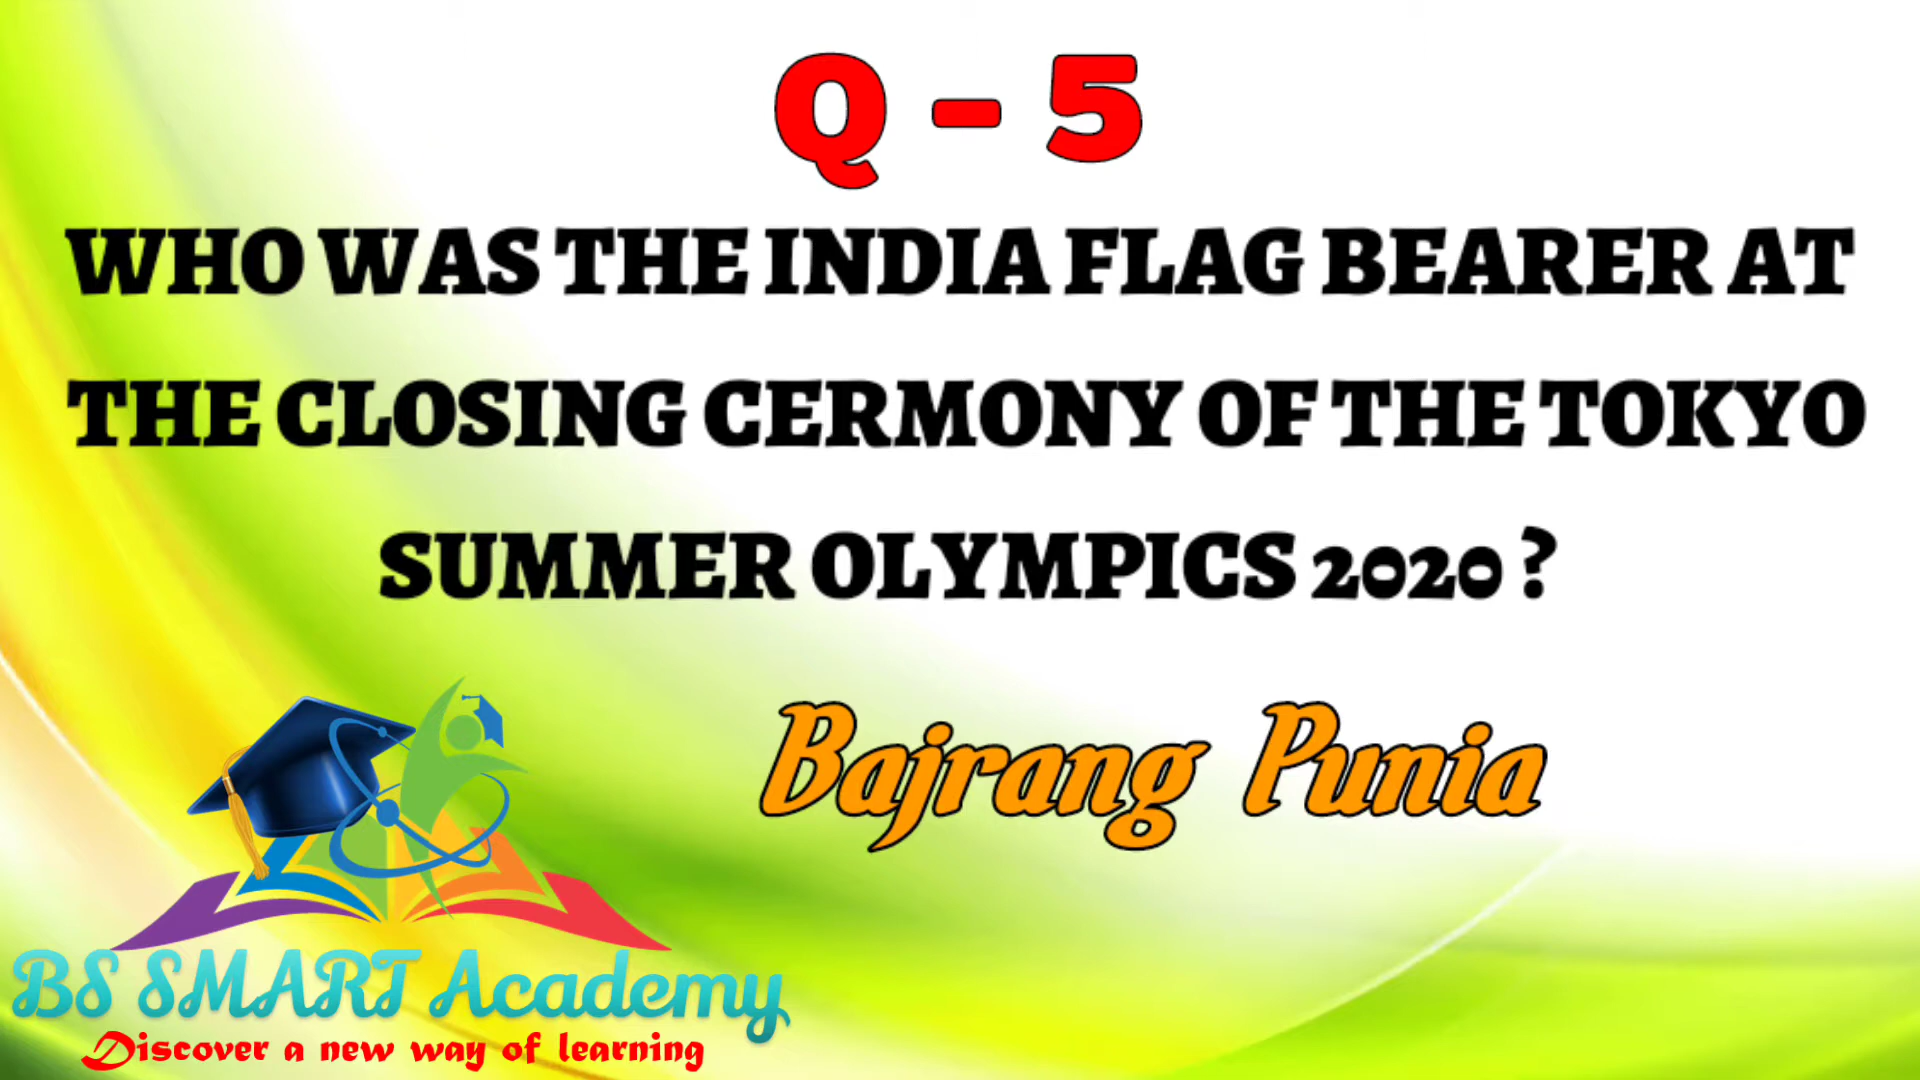 Q - 5
WHO WAS THE INDIA FLAG BEARER AT
THE CLOSING CERMONY OF THE TOKYO
SUMMER OLYMPICS 2020 ?
Bajrang Punia
BS SMART Academy
Discover a new way of learning